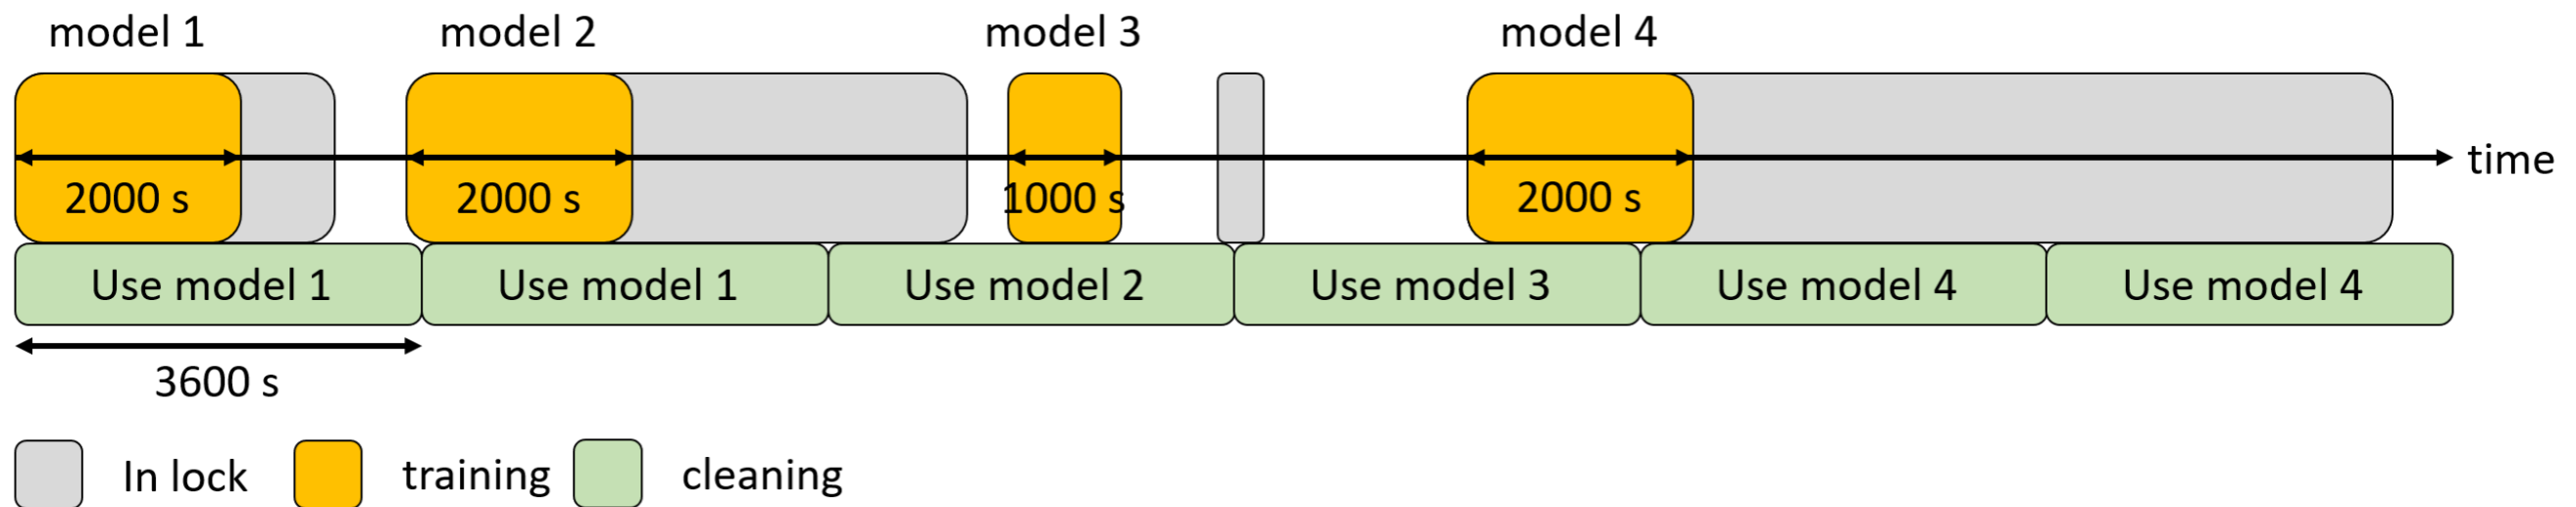 model 1
model 2
model 3
model 4
2000 s
2000 s
1000 s
2000 s
time
Use model 1
Use model 1
Use model 2
Use model 3
Use model 4
Use model 4
3600 s
In lock
training
cleaning